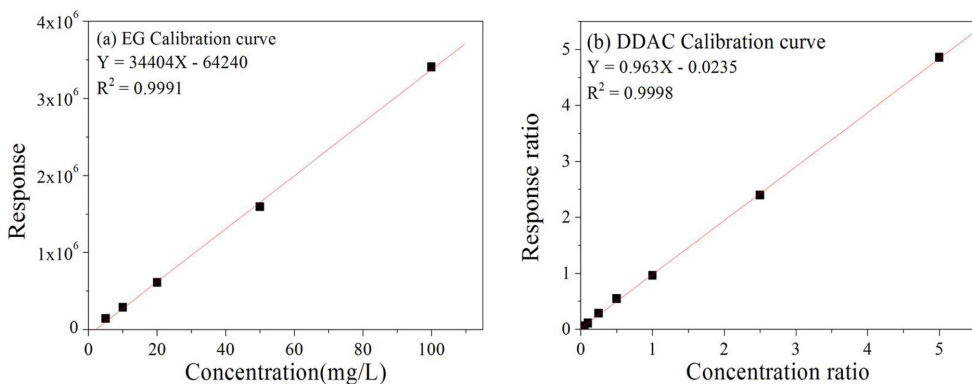 (a) EG Calibration curve
Y = 34404X - 64240
R² = 0.9991
4x10⁶
3x10⁶
2x10⁶
1x10⁶
0
Response
0 20 40 60 80 100
Concentration(mg/L)
(b) DDAC Calibration curve
Y = 0.963X - 0.0235
R² = 0.9998
5
4
3
2
1
0
Response ratio
0 1 2 3 4 5
Concentration ratio